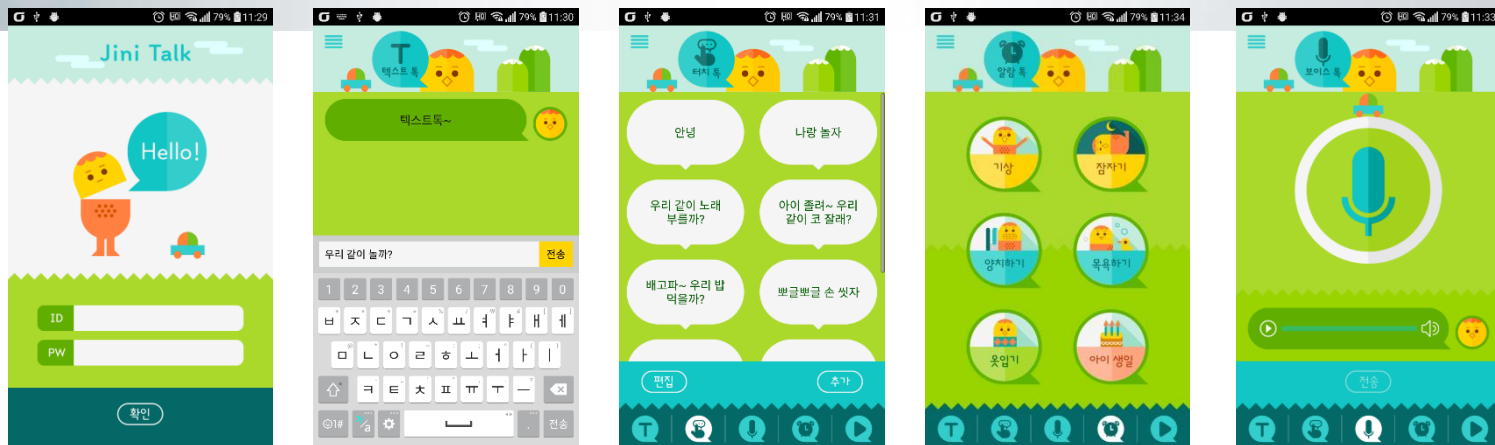 79% 11:29
Jini Talk
Hello!
ID
PW
확인
79% 11:30
T
텍스트 톡
텍스트톡~
우리 같이 놀까?
전송
1 2 3 4 5 6 7 8 9 0
ㅂ ㅈ ㄷ ㄱ ㅅ ㅛ ㅕ ㅑ ㅐ ㅔ
ㅁ ㄴ ㅇ ㄹ ㅎ ㅗ ㅓ ㅏ ㅣ
ㅋ ㅌ ㅊ ㅍ ㅠ ㅜ ㅡ
1# 가/a . 전송
79% 11:31
터치 톡
안녕
나랑 놀자
우리 같이 노래
부를까?
아이 졸려~ 우리
같이 코 잘래?
배고파~ 우리 밥
먹을까?
뽀글뽀글 손 씻자
편집
추가
T
79% 11:34
알람 톡
기상
잠자기
양치하기
목욕하기
옷입기
아이 생일
T
79% 11:33
보이스 톡
전송
T